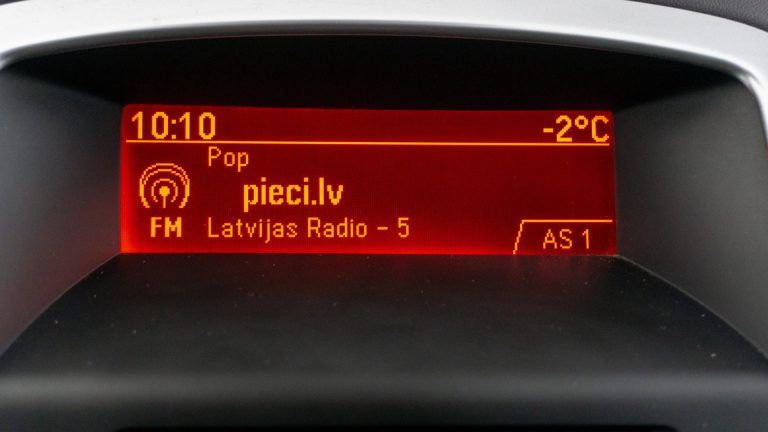 10:10 -2°C
Pop
pieci.lv
FM Latvijas Radio - 5
AS 1